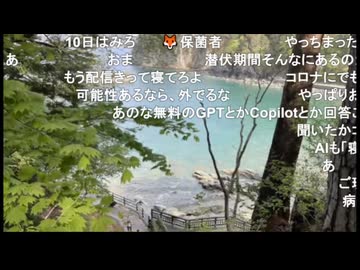 10日はみろ 🦊保菌者 やっちまった
あ おま 潜伏期間そんなにあるの
もう配信きって寝てろよ コロナにでき
可能性あるなら、外でるな やっぱりお
あのな無料のGPTとかCopilotとか回答こ
聞いたか
AIも「寝
あ
ご理
病